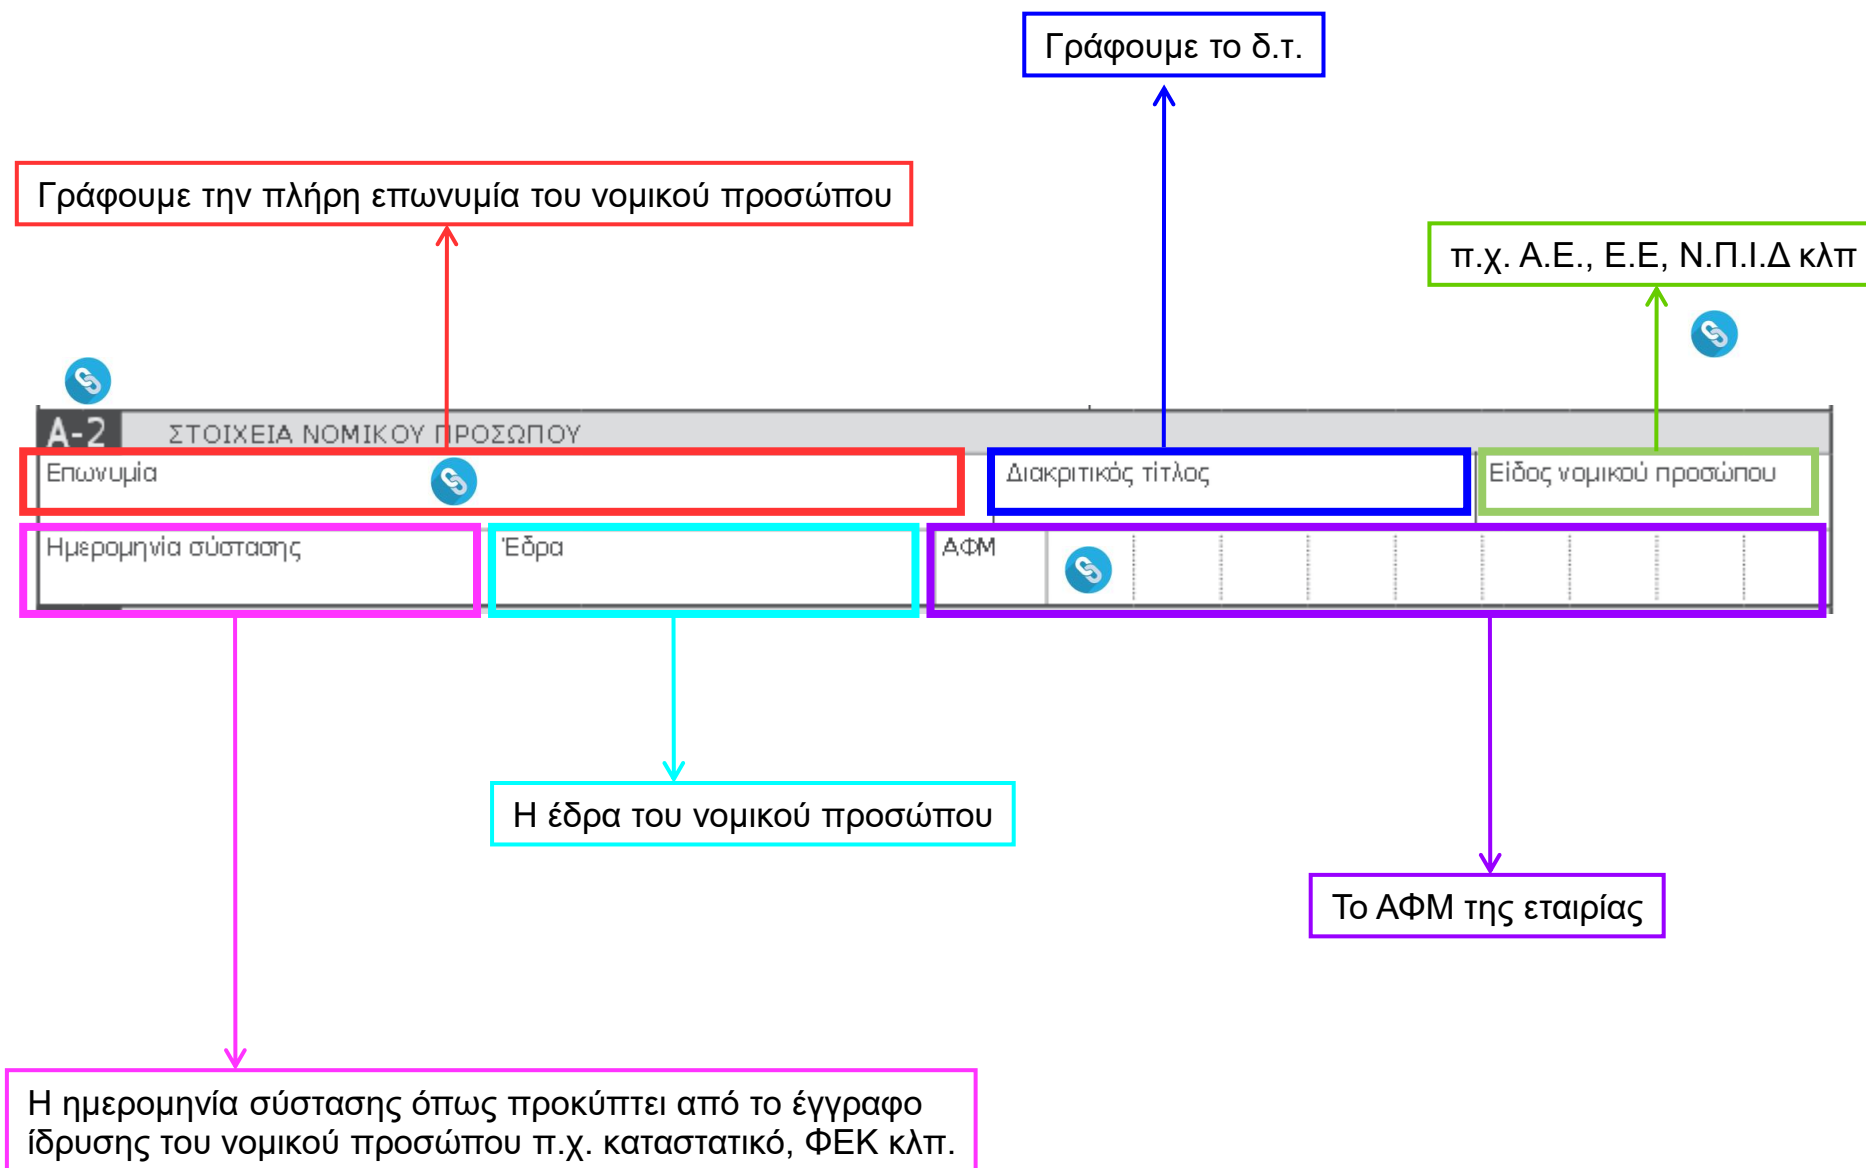 Γράφουμε το δ.τ.
Γράφουμε την πλήρη επωνυμία του νομικού προσώπου
π.χ. Α.Ε., Ε.Ε, Ν.Π.Ι.Δ κλπ
Α-2 ΣΤΟΙΧΕΙΑ ΝΟΜΙΚΟΥ ΠΡΟΣΩΠΟΥ
Επωνυμία Διακριτικός τίτλος Είδος νομικού προσώπου
Ημερομηνία σύστασης Έδρα ΑΦΜ
Η έδρα του νομικού προσώπου
Το ΑΦΜ της εταιρίας
Η ημερομηνία σύστασης όπως προκύπτει από το έγγραφο
ίδρυσης του νομικού προσώπου π.χ. καταστατικό, ΦΕΚ κλπ.